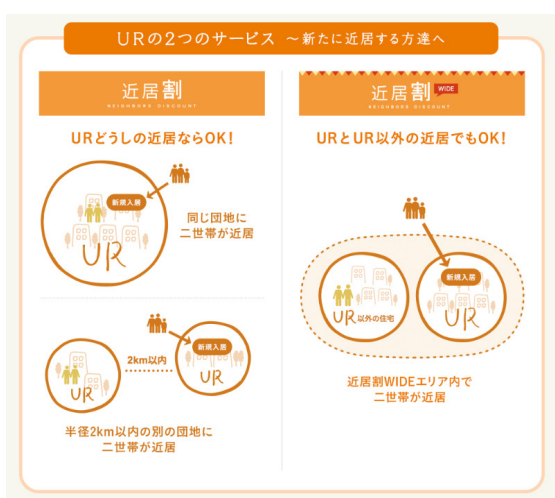 URの2つのサービス ～新たに近居する方達へ
近居割
NEIGHBORS DISCOUNT
URどうしの近居ならOK!
新規入居
UR
同じ団地に
二世帯が近居
2km以内
新規入居
UR
UR
半径2km以内の別の団地に
二世帯が近居
近居割 WIDE
NEIGHBORS DISCOUNT
URとUR以外の近居でもOK!
新規入居
UR以外の住宅
UR
近居割WIDEエリア内で
二世帯が近居